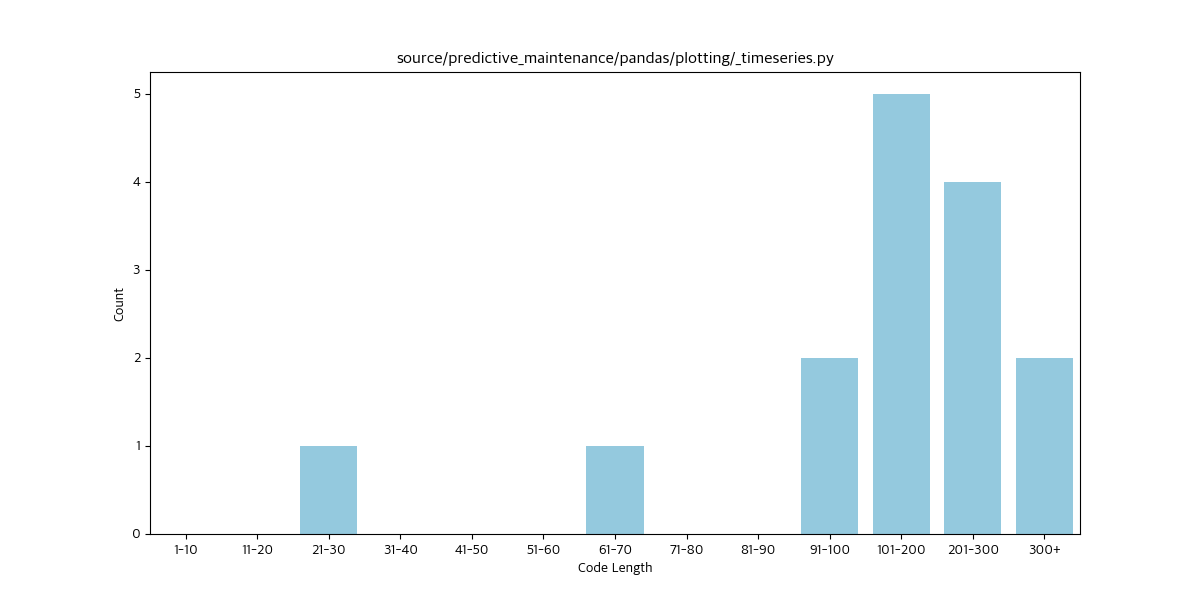 source/predictive_maintenance/pandas/plotting/_timeseries.py
5
4
3
2
1
0
Count
1-10 11-20 21-30 31-40 41-50 51-60 61-70 71-80 81-90 91-100 101-200 201-300 300+
Code Length